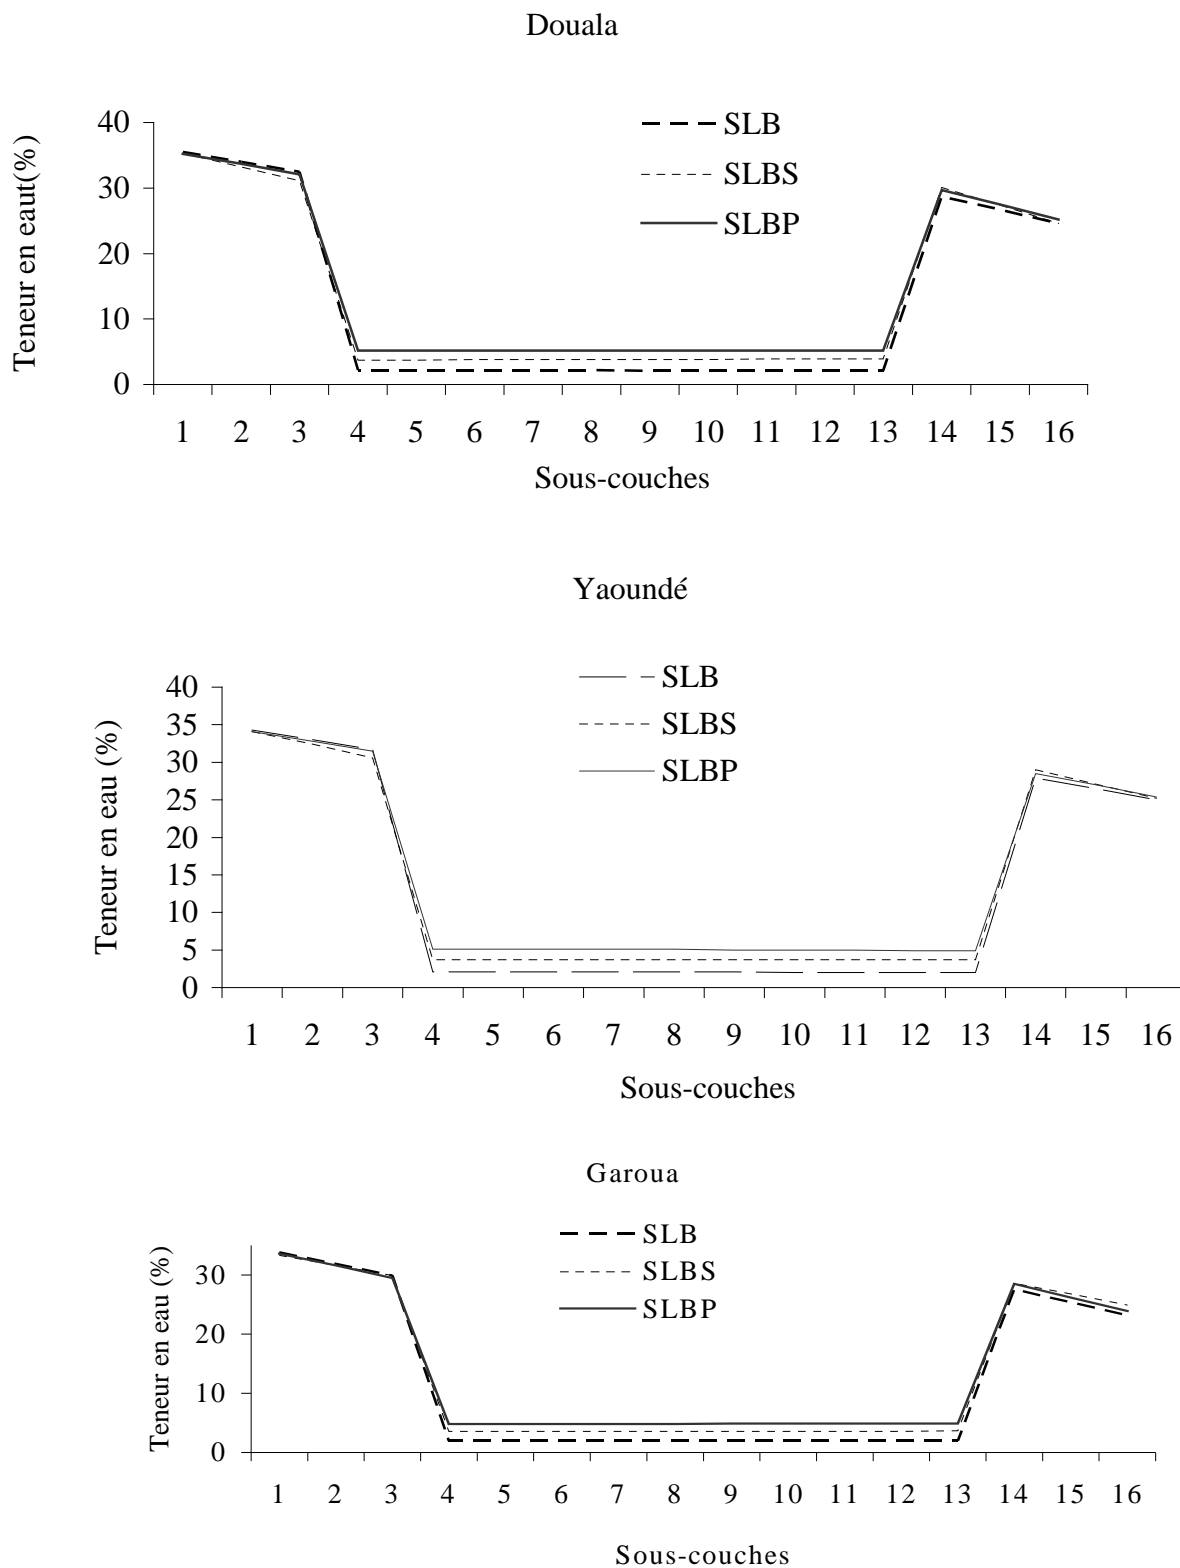 Douala
SLB
SLBS
SLBP
Teneur en eaut(%)
40
30
20
10
0
1 2 3 4 5 6 7 8 9 10 11 12 13 14 15 16
Sous-couches
Yaoundé
SLB
SLBS
SLBP
Teneur en eau (%)
40
35
30
25
20
15
10
5
0
1 2 3 4 5 6 7 8 9 10 11 12 13 14 15 16
Sous-couches
Garoua
SLB
SLBS
SLBP
Teneur en eau (%)
30
20
10
0
1 2 3 4 5 6 7 8 9 10 11 12 13 14 15 16
Sous-couches